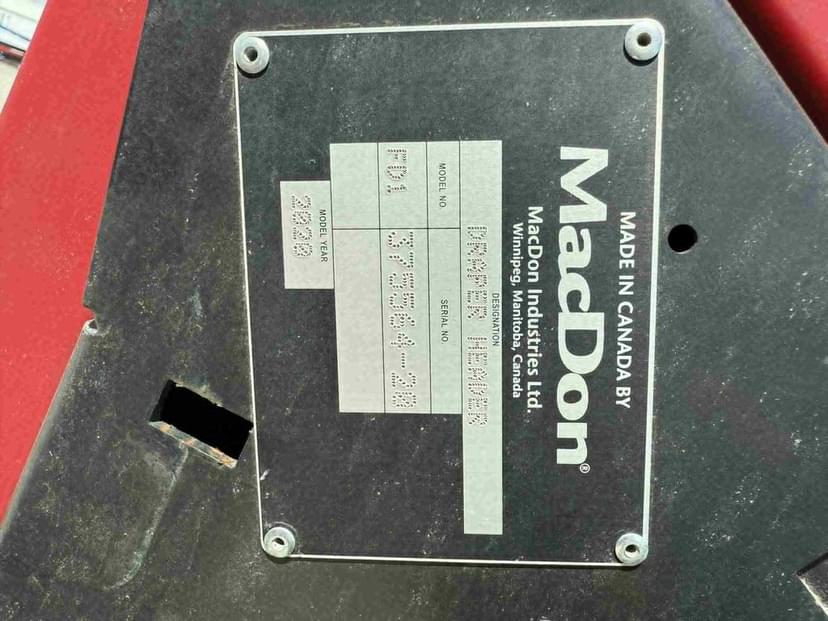 MADE IN CANADA BY
MacDon®
MacDon Industries Ltd.
Winnipeg, Manitoba, Canada
DESIGNATION
DRAPER HEADER
MODEL NO. SERIAL NO.
FD1 375564-20
MODEL YEAR
2020